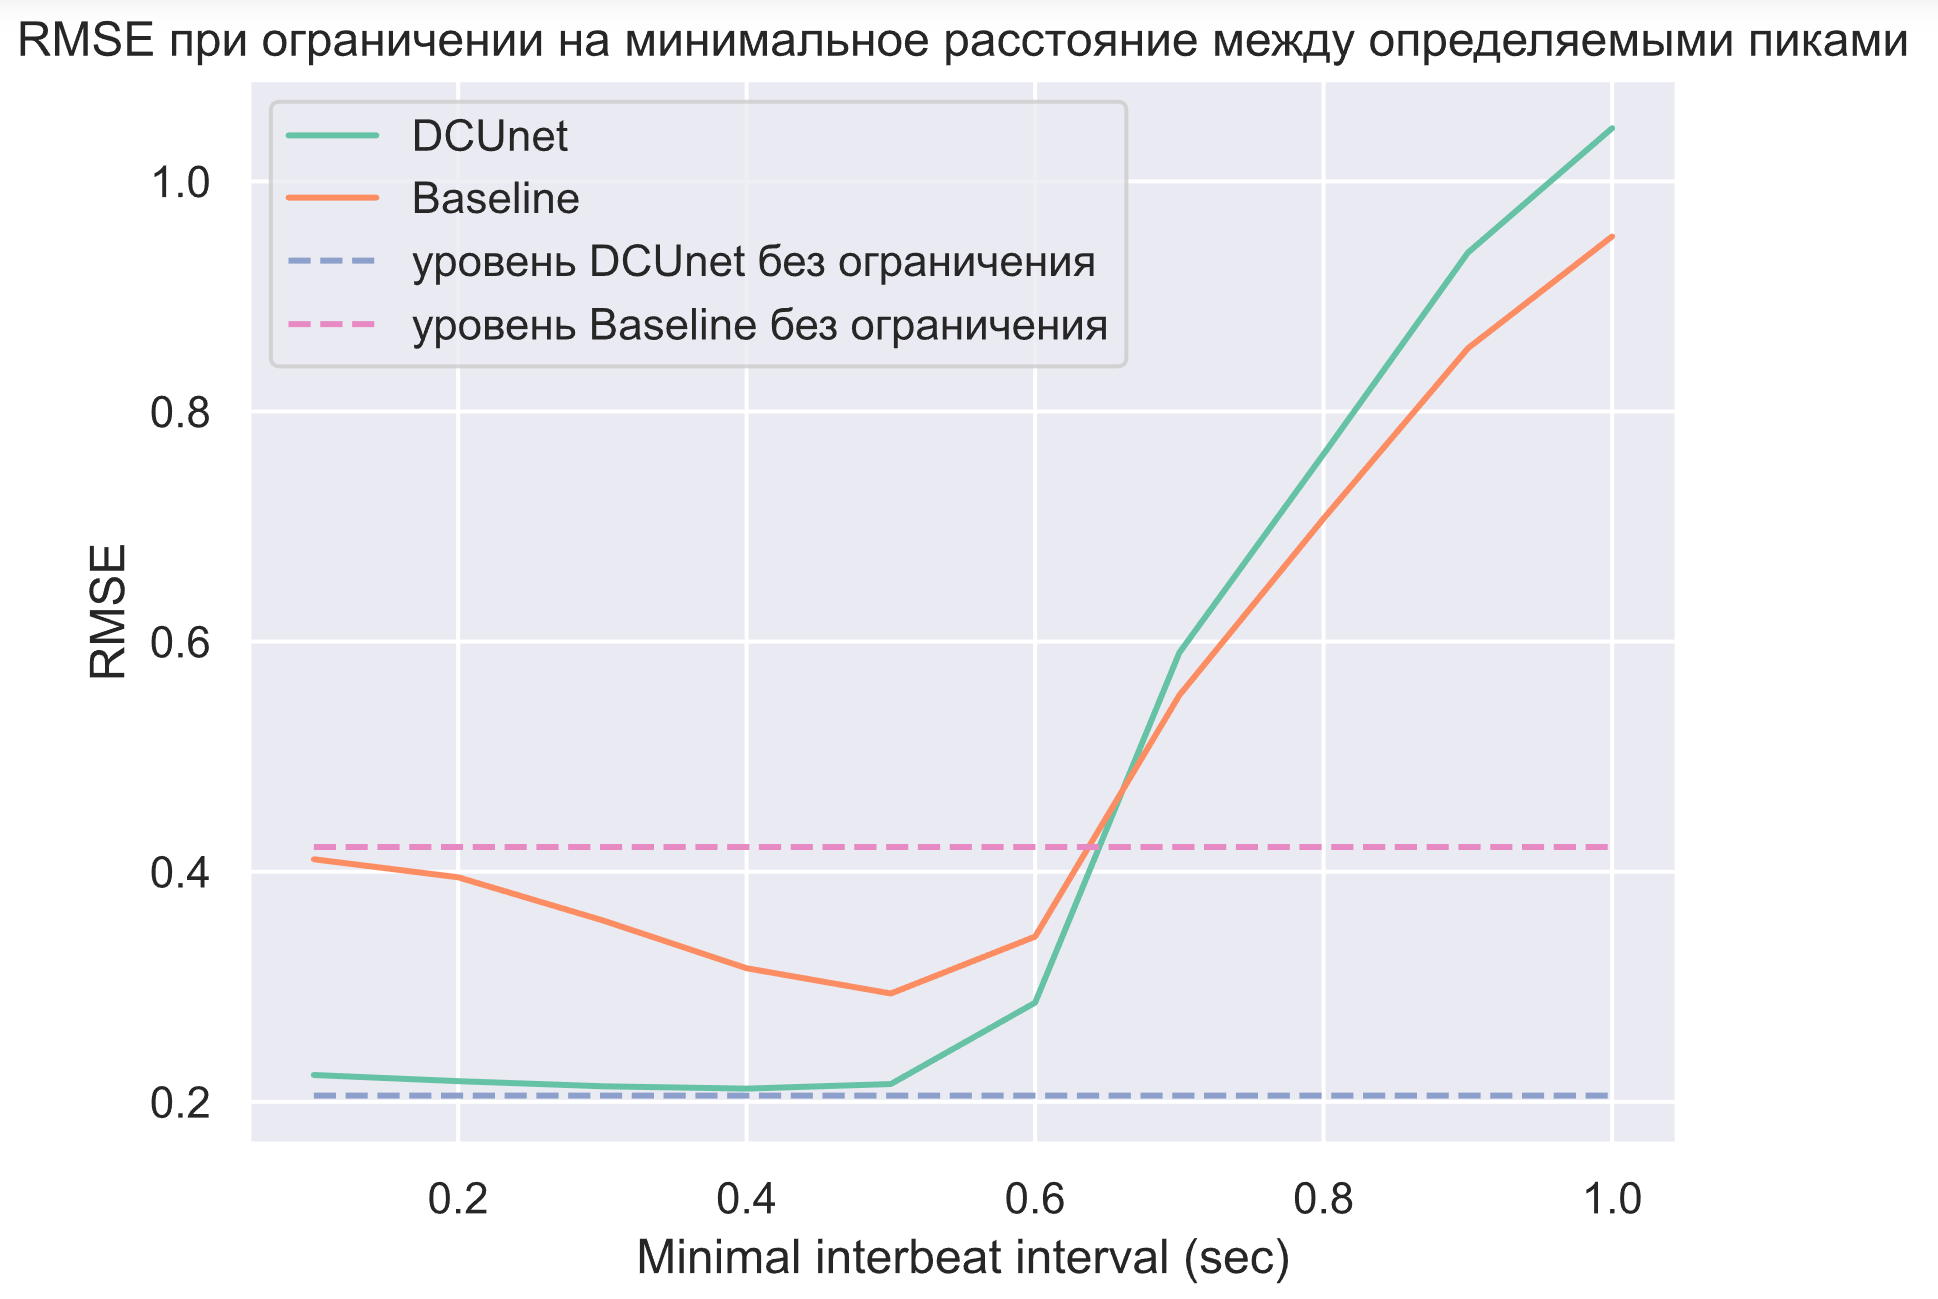 RMSE при ограничении на минимальное расстояние между определяемыми пиками
DCUnet
Baseline
уровень DCUnet без ограничения
уровень Baseline без ограничения
1.0
0.8
0.6
0.4
0.2
RMSE
0.2 0.4 0.6 0.8 1.0
Minimal interbeat interval (sec)